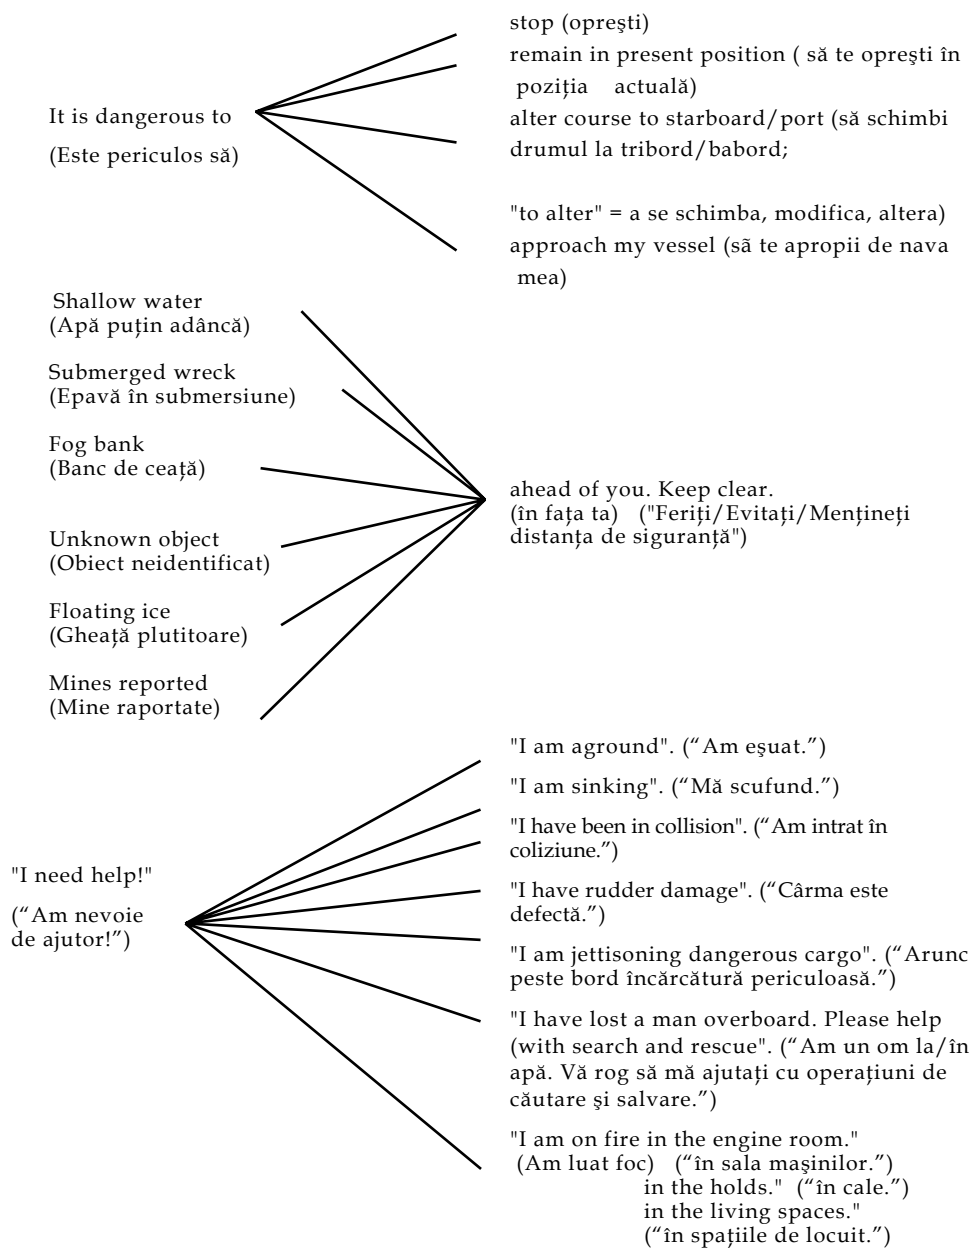 It is dangerous to
(Este periculos să)
stop (oprești)
remain in present position ( să te oprești în
poziția actuală)
alter course to starboard/port (să schimbi
drumul la tribord/babord;
"to alter" = a se schimba, modifica, altera)
approach my vessel (sã te apropii de nava
mea)
Shallow water
(Apă puțin adâncă)
Submerged wreck
(Epavă în submersiune)
Fog bank
(Banc de ceață)
Unknown object
(Obiect neidentificat)
Floating ice
(Gheață plutitoare)
Mines reported
(Mine raportate)
ahead of you. Keep clear.
(în fața ta) ("Feriți/Evitați/Mențineți
distanța de siguranță")
"I need help!"
(“Am nevoie
de ajutor!”)
"I am aground". (“Am eșuat.”)
"I am sinking". (“Mă scufund.”)
"I have been in collision". (“Am intrat în
coliziune.”)
"I have rudder damage". (“Cârma este
defectă.”)
"I am jettisoning dangerous cargo". (“Arunc
peste bord încărcătură periculoasă.”)
"I have lost a man overboard. Please help
(with search and rescue". (“Am un om la/în
apă. Vă rog să mă ajutați cu operațiuni de
căutare și salvare.”)
"I am on fire in the engine room."
(Am luat foc) (“în sala mașinilor.”)
in the holds." (“în cale.”)
in the living spaces."
(“în spațiile de locuit.”)